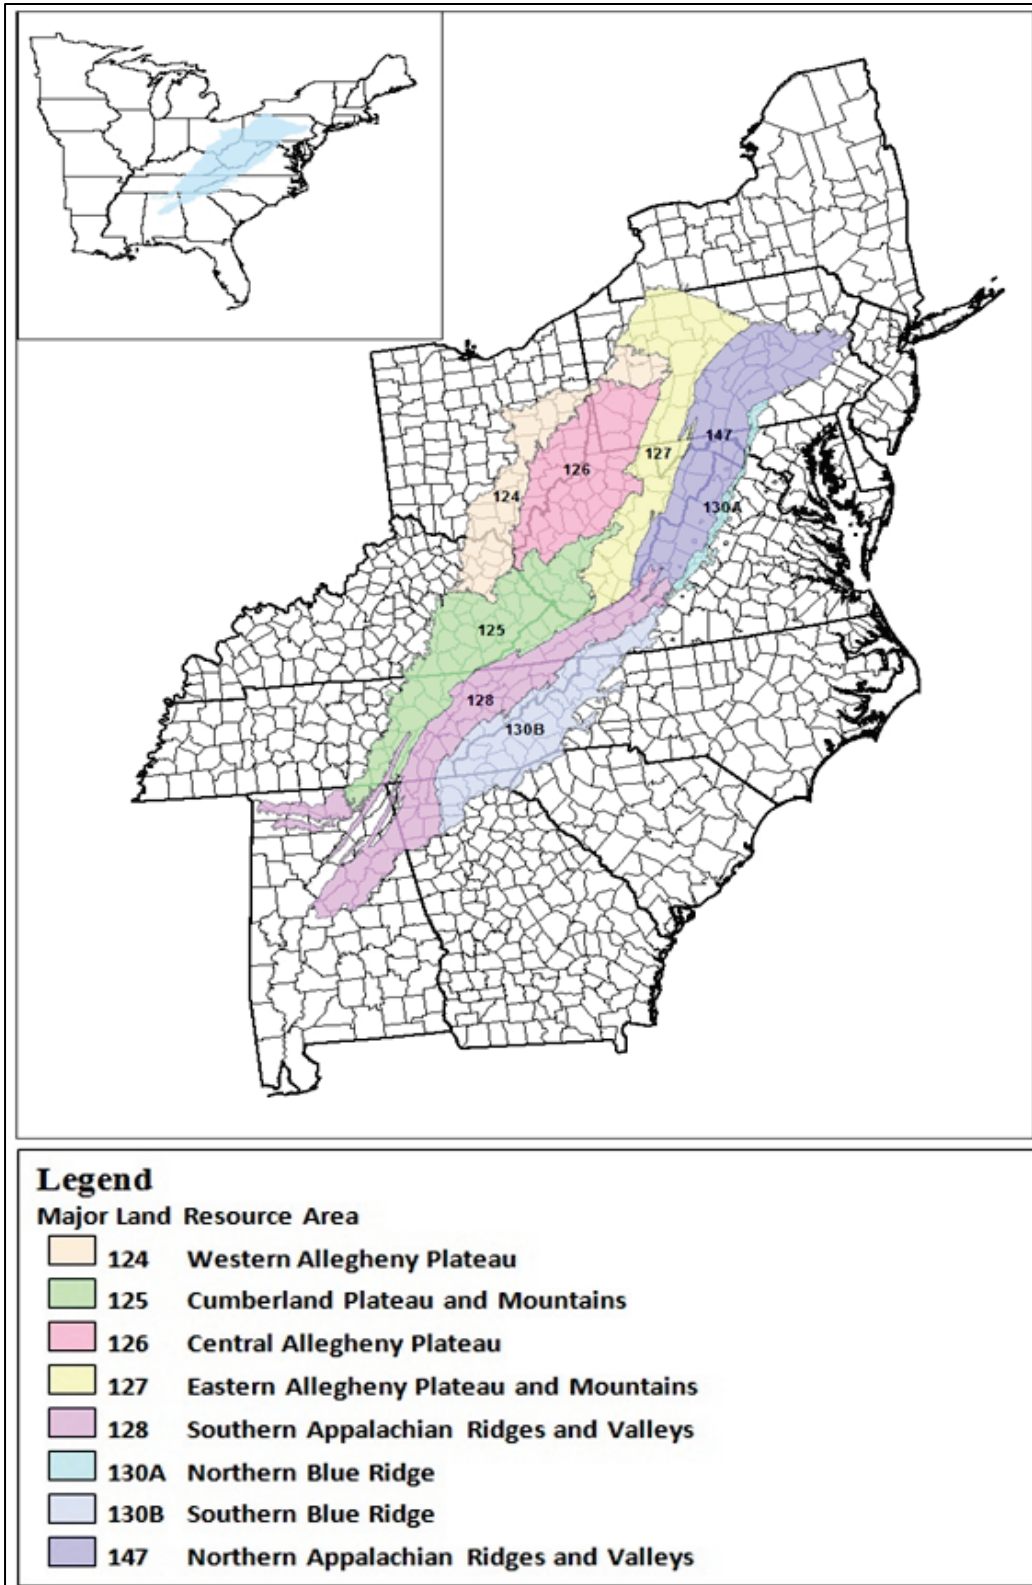 147
127
126
124
130A
125
128
130B
Legend
Major Land Resource Area
124 Western Allegheny Plateau
125 Cumberland Plateau and Mountains
126 Central Allegheny Plateau
127 Eastern Allegheny Plateau and Mountains
128 Southern Appalachian Ridges and Valleys
130A Northern Blue Ridge
130B Southern Blue Ridge
147 Northern Appalachian Ridges and Valleys